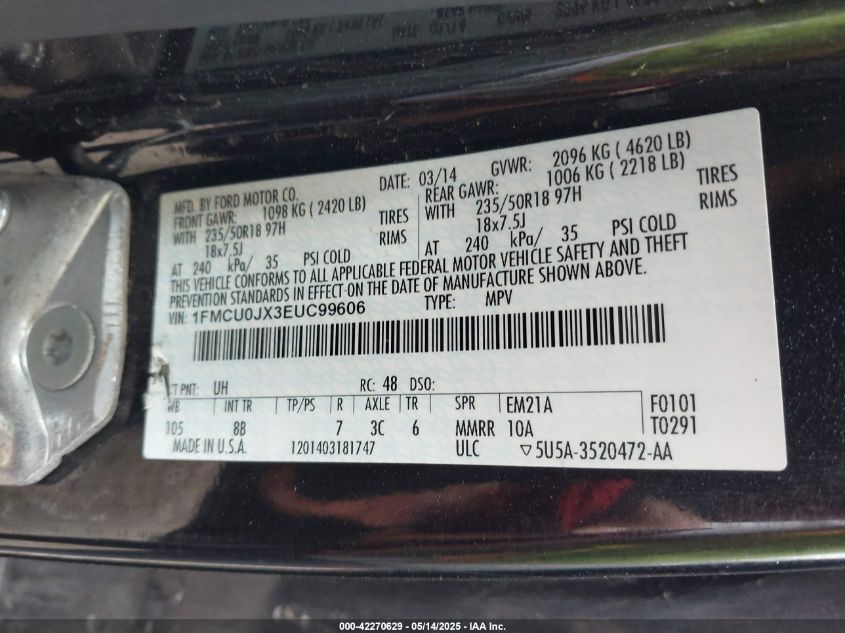 MFD. BY FORD MOTOR CO.
DATE: 03/14
GVWR: 2096 KG ( 4620 LB)
FRONT GAWR: 1098 KG ( 2420 LB)
REAR GAWR: 1006 KG ( 2218 LB)
WITH 235/50R18 97H TIRES
WITH 235/50R18 97H TIRES
18x7.5J RIMS
18x7.5J RIMS
AT 240 kPa/ 35 PSI COLD
AT 240 kPa/ 35 PSI COLD
THIS VEHICLE CONFORMS TO ALL APPLICABLE FEDERAL MOTOR VEHICLE SAFETY AND THEFT
PREVENTION STANDARDS IN EFFECT ON THE DATE OF MANUFACTURE SHOWN ABOVE.
VIN: 1FMCU0JX3EUC99606
TYPE: MPV
T PNT: UH RC: 48 DSO:
WB INT TR TP/PS R AXLE TR SPR EM21A F0101
105 8B 7 3C 6 MMRR 10A T0291
MADE IN U.S.A. 1201403181747 ULC ▽5U5A-3520472-AA
000-42270629 - 05/14/2025 - IAA Inc.